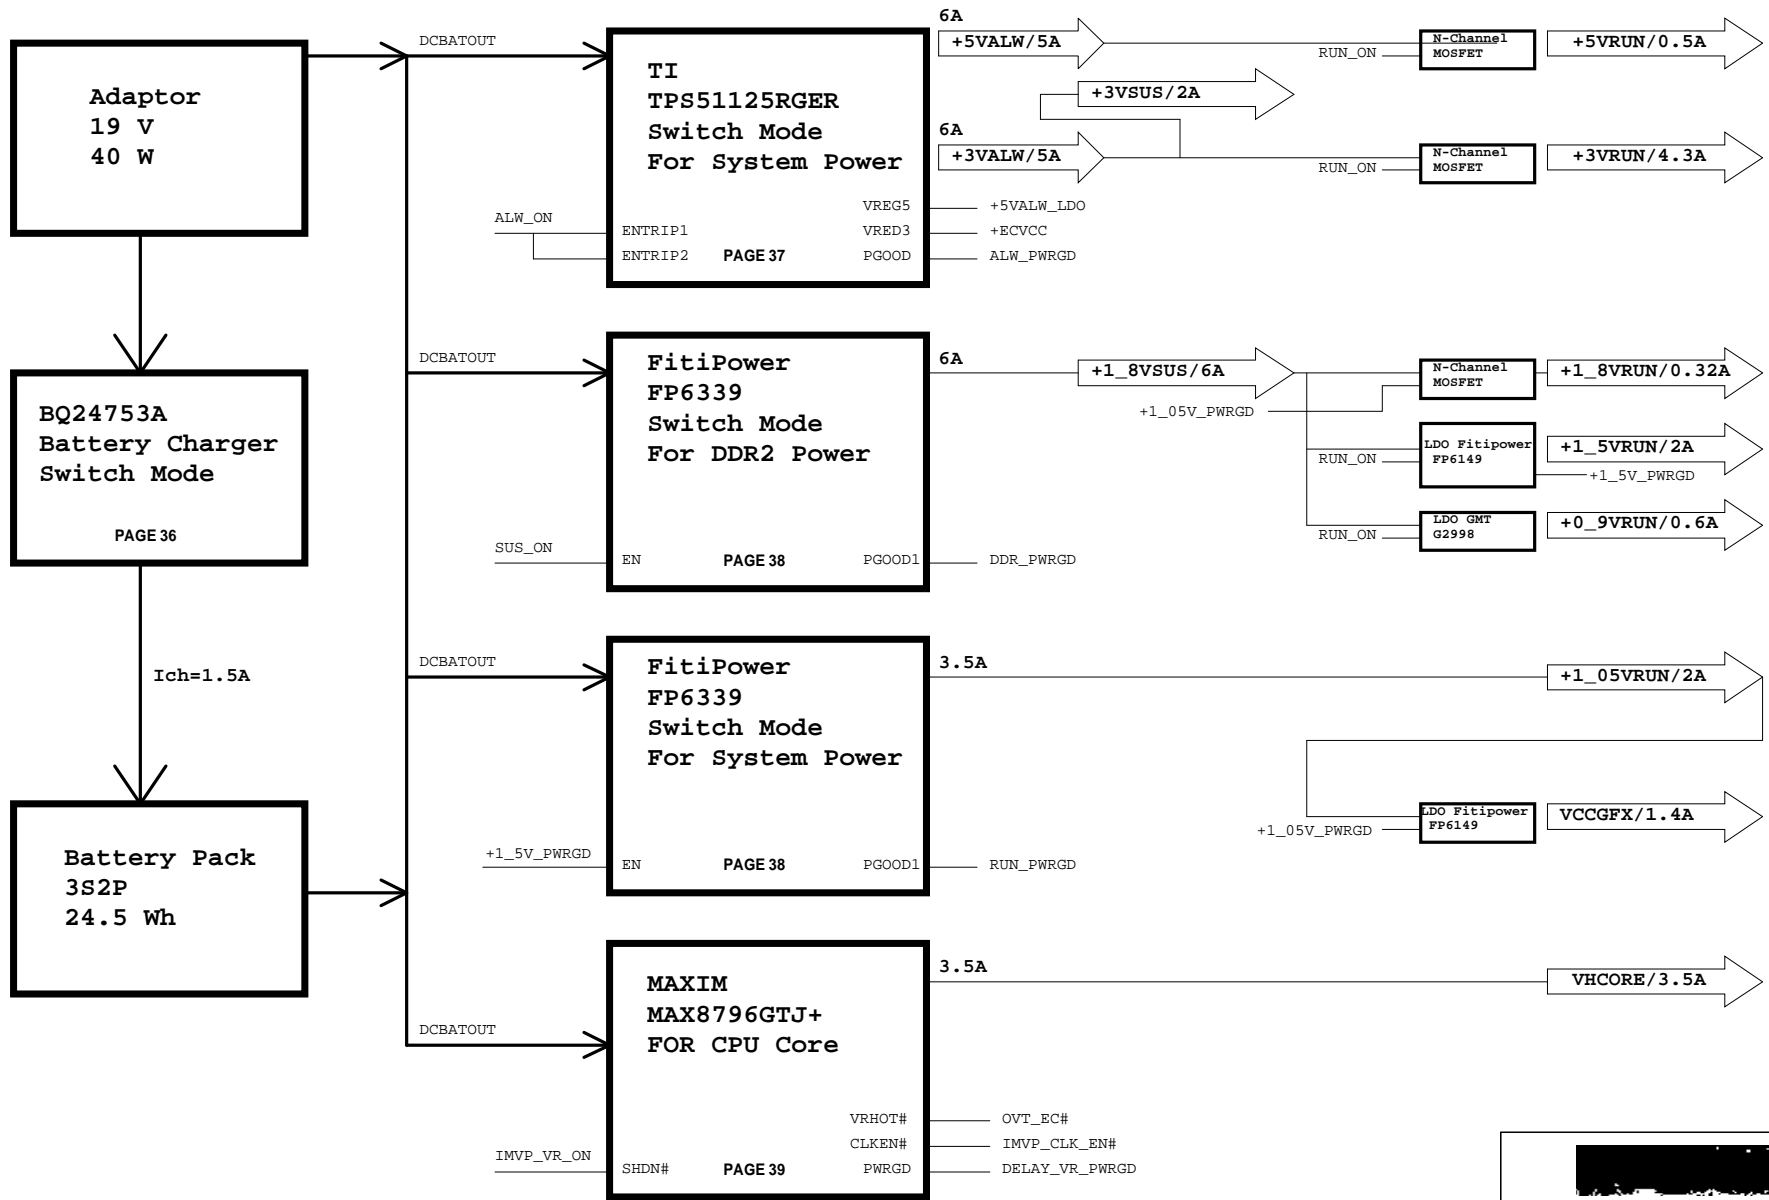 Adaptor
19 V
40 W
BQ24753A
Battery Charger
Switch Mode
PAGE 36
Ich=1.5A
Battery Pack
3S2P
24.5 Wh
DCBATOUT
TI
TPS51125RGER
Switch Mode
For System Power
ALW_ON
ENTRIP1
ENTRIP2
PAGE 37
VREG5
VRED3
PGOOD
+5VALW_LDO
+ECVCC
ALW_PWRGD
6A
+5VALW/5A
+3VSUS/2A
6A
+3VALW/5A
RUN_ON
N-Channel
MOSFET
+5VRUN/0.5A
RUN_ON
N-Channel
MOSFET
+3VRUN/4.3A
DCBATOUT
FitiPower
FP6339
Switch Mode
For DDR2 Power
SUS_ON
EN
PAGE 38
PGOOD1
DDR_PWRGD
6A
+1_8VSUS/6A
+1_05V_PWRGD
N-Channel
MOSFET
+1_8VRUN/0.32A
RUN_ON
LDO Fitipower
FP6149
+1_5VRUN/2A
+1_5V_PWRGD
RUN_ON
LDO GMT
G2998
+0_9VRUN/0.6A
DCBATOUT
FitiPower
FP6339
Switch Mode
For System Power
+1_5V_PWRGD
EN
PAGE 38
PGOOD1
RUN_PWRGD
3.5A
+1_05VRUN/2A
+1_05V_PWRGD
LDO Fitipower
FP6149
VCCGFX/1.4A
DCBATOUT
MAXIM
MAX8796GTJ+
FOR CPU Core
IMVP_VR_ON
SHDN#
PAGE 39
VRHOT#
CLKEN#
PWRGD
OVT_EC#
IMVP_CLK_EN#
DELAY_VR_PWRGD
3.5A
VHCORE/3.5A